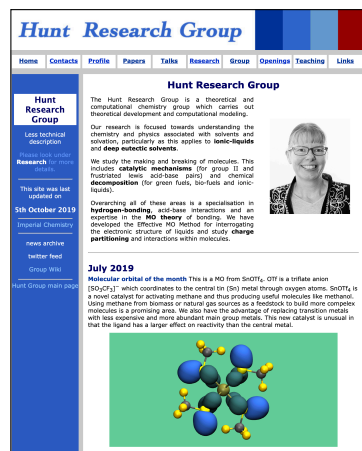 Hunt Research Group
Home Contacts Profile Papers Talks Research Group Openings Teaching Links
Hunt
Research
Group
Less technical
description
Please look under
Research for more
details.
This site was last
updated on
5th October 2019
Imperial Chemistry
news archive
twitter feed
Group Wiki
Hunt Group main page
Hunt Research Group
The Hunt Research Group is a theoretical and
computational chemistry group which carries out
theoretical development and computational modeling.
Our research is focused towards understanding the
chemistry and physics associated with solvents and
solvation, particularly as this applies to ionic-liquids
and deep eutectic solvents.
We study the making and breaking of molecules. This
includes catalytic mechanisms (for group II and
frustrated lewis acid-base pairs) and chemical
decomposition (for green fuels, bio-fuels and ionic-
liquids).
Overarching all of these areas is a specialisation in
hydrogen-bonding, acid-base interactions and an
expertise in the MO theory of bonding. We have
developed the Effective MO Method for interrogating
the electronic structure of liquids and study charge
partitioning and interactions within molecules.
July 2019
Molecular orbital of the month This is a MO from SnOTf₄. OTf is a triflate anion
[SO₃CF₃]⁻ which coordinates to the central tin (Sn) metal through oxygen atoms. SnOTf₄ is
a novel catalyst for activating methane and thus producing useful molecules like methanol.
Using methane from biomass or natural gas sources as a feedstock to build more compelex
molecules is a promising area. We also have the advantage of replacing transition metals
with less expensive and more abundant main group metals. This new catalyst is unusual in
that the ligand has a larger effect on reactivity than the central metal.